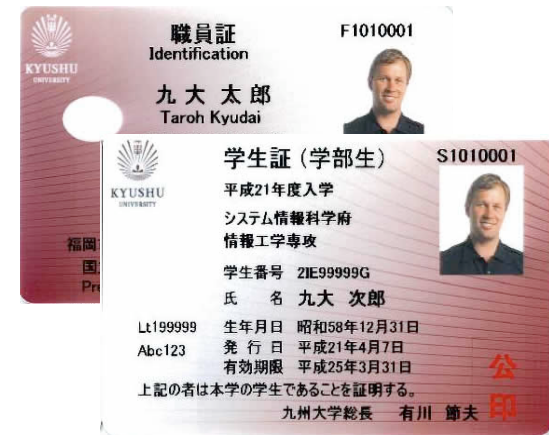 KYUSHU
UNIVERSITY
職員証
Identification
F1010001
九大 太郎
Taroh Kyudai
福岡
国
Pre
KYUSHU
UNIVERSITY
学生証(学部生)
S1010001
平成21年度入学
システム情報科学府
情報工学専攻
学生番号 2IE99999G
氏 名 九大 次郎
Lt199999 生年月日 昭和58年12月31日
Abc123 発行日 平成21年4月7日
有効期限 平成25年3月31日
上記の者は本学の学生であることを証明する。
九州大学総長 有川 節夫
公印